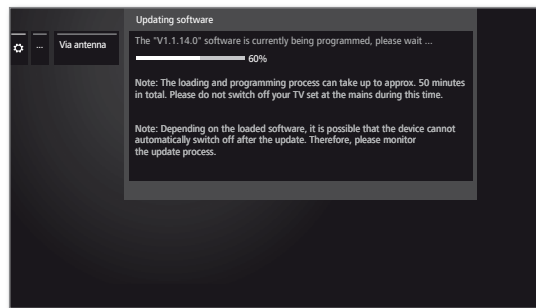 Updating software
... Via antenna
The "V1.1.14.0" software is currently being programmed, please wait ...
60%
Note: The loading and programming process can take up to approx. 50 minutes
in total. Please do not switch off your TV set at the mains during this time.
Note: Depending on the loaded software, it is possible that the device cannot
automatically switch off after the update. Therefore, please monitor
the update process.